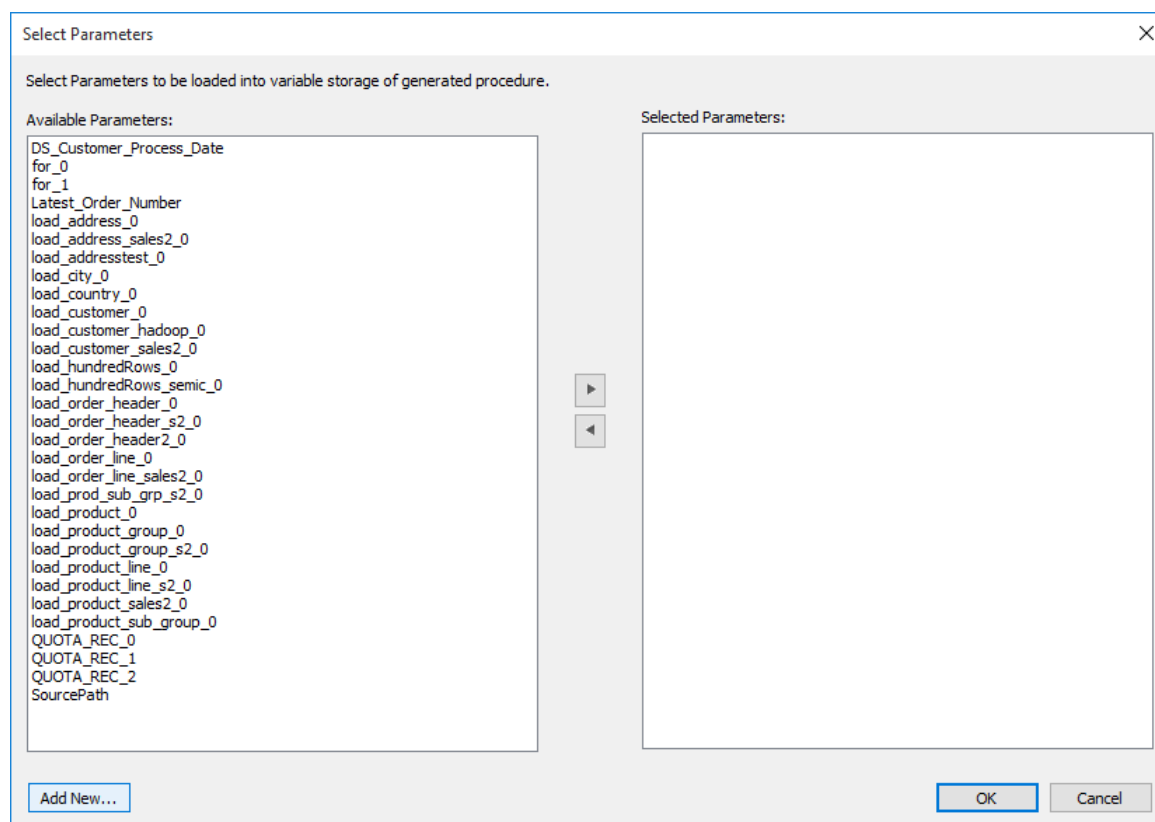 Select Parameters
Select Parameters to be loaded into variable storage of generated procedure.
Available Parameters:
DS_Customer_Process_Date
for_0
for_1
Latest_Order_Number
load_address_0
load_address_sales2_0
load_addresstest_0
load_city_0
load_country_0
load_customer_0
load_customer_hadoop_0
load_customer_sales2_0
load_hundredRows_0
load_hundredRows_semic_0
load_order_header_0
load_order_header_s2_0
load_order_header2_0
load_order_line_0
load_order_line_sales2_0
load_prod_sub_grp_s2_0
load_product_0
load_product_group_0
load_product_group_s2_0
load_product_line_0
load_product_line_s2_0
load_product_sales2_0
load_product_sub_group_0
QUOTA_REC_0
QUOTA_REC_1
QUOTA_REC_2
SourcePath
Selected Parameters:
Add New...
OK
Cancel